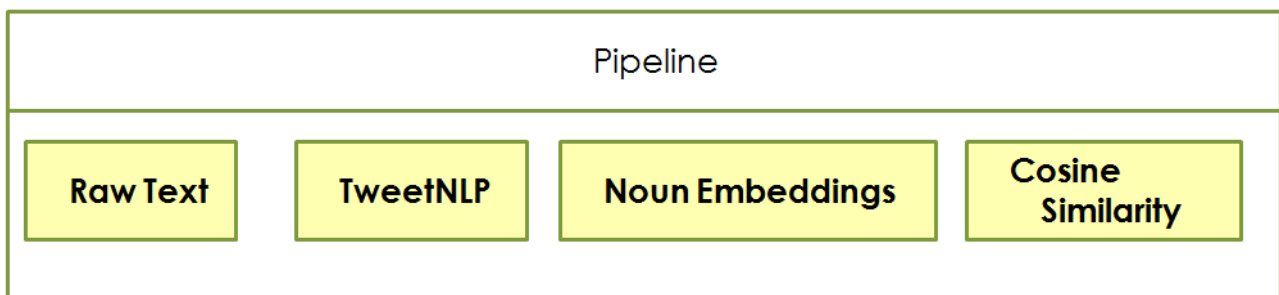 Pipeline
Raw Text
TweetNLP
Noun Embeddings
Cosine
Similarity